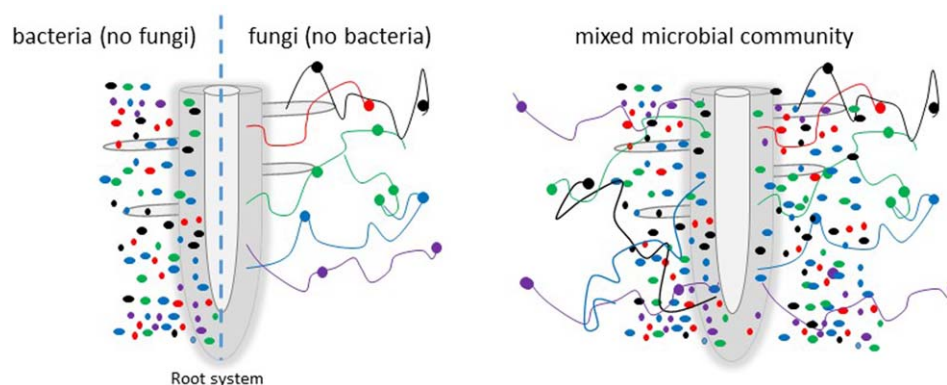 bacteria (no fungi)
fungi (no bacteria)
mixed microbial community
Root system